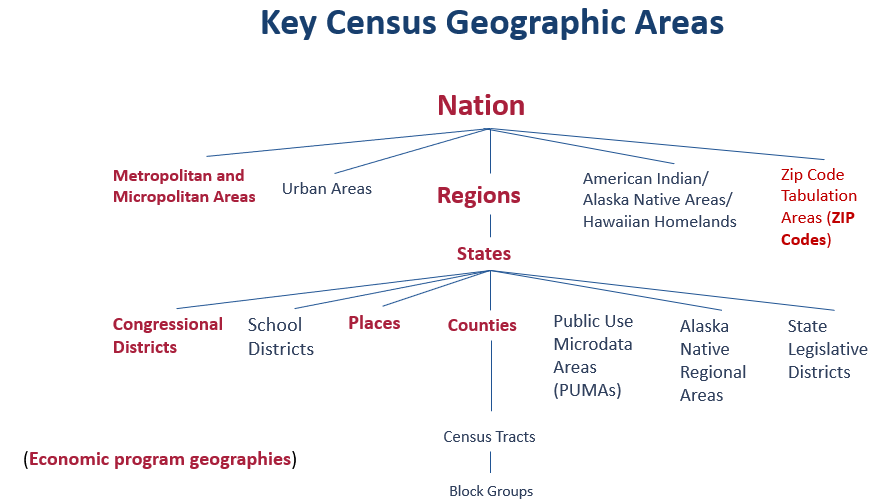 Key Census Geographic Areas
Nation
Metropolitan and
Micropolitan Areas
Urban Areas
Regions
American Indian/
Alaska Native Areas/
Hawaiian Homelands
Zip Code
Tabulation
Areas (ZIP
Codes)
States
Congressional
Districts
School
Districts
Places
Counties
Public Use
Microdata
Areas
(PUMAs)
Alaska
Native
Regional
Areas
State
Legislative
Districts
Census Tracts
(Economic program geographies)
Block Groups